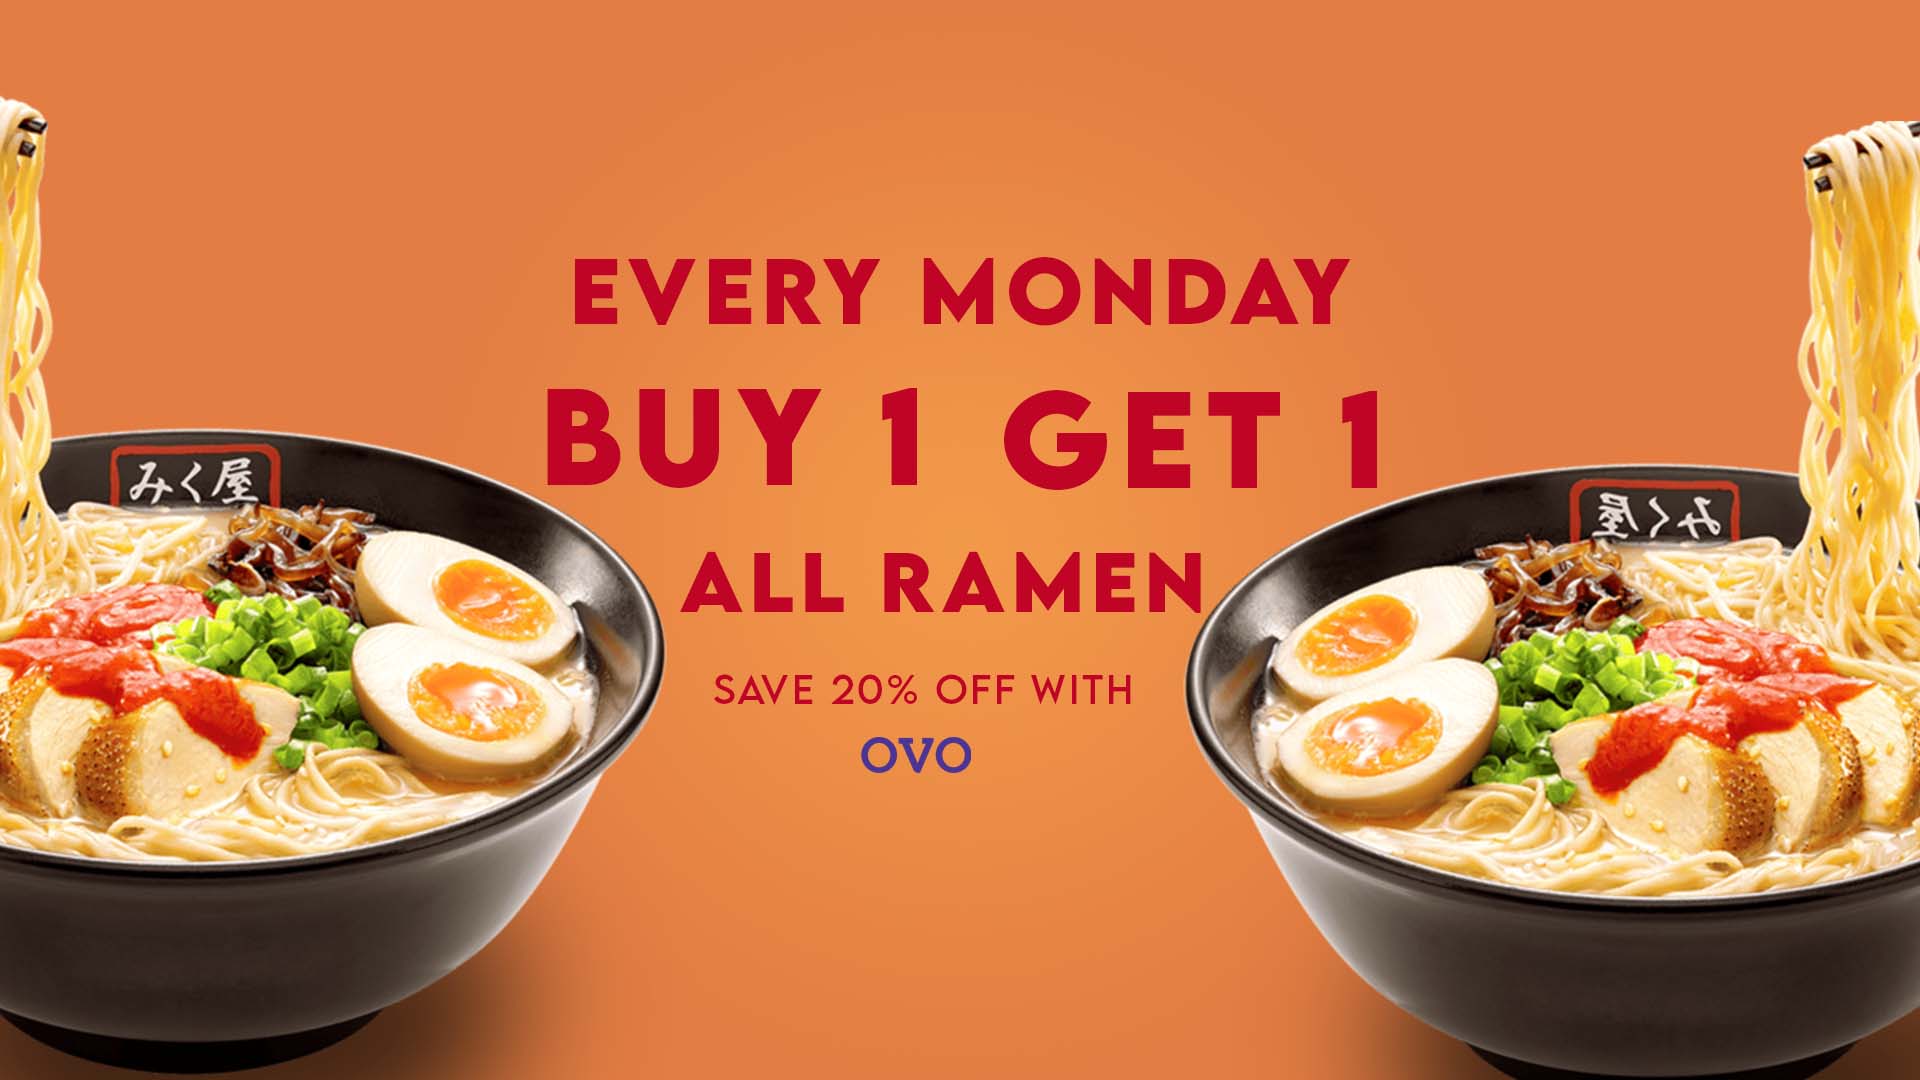 EVERY MONDAY
BUY 1 GET 1
ALL RAMEN
SAVE 20% OFF WITH
OVO
みく屋
みく屋